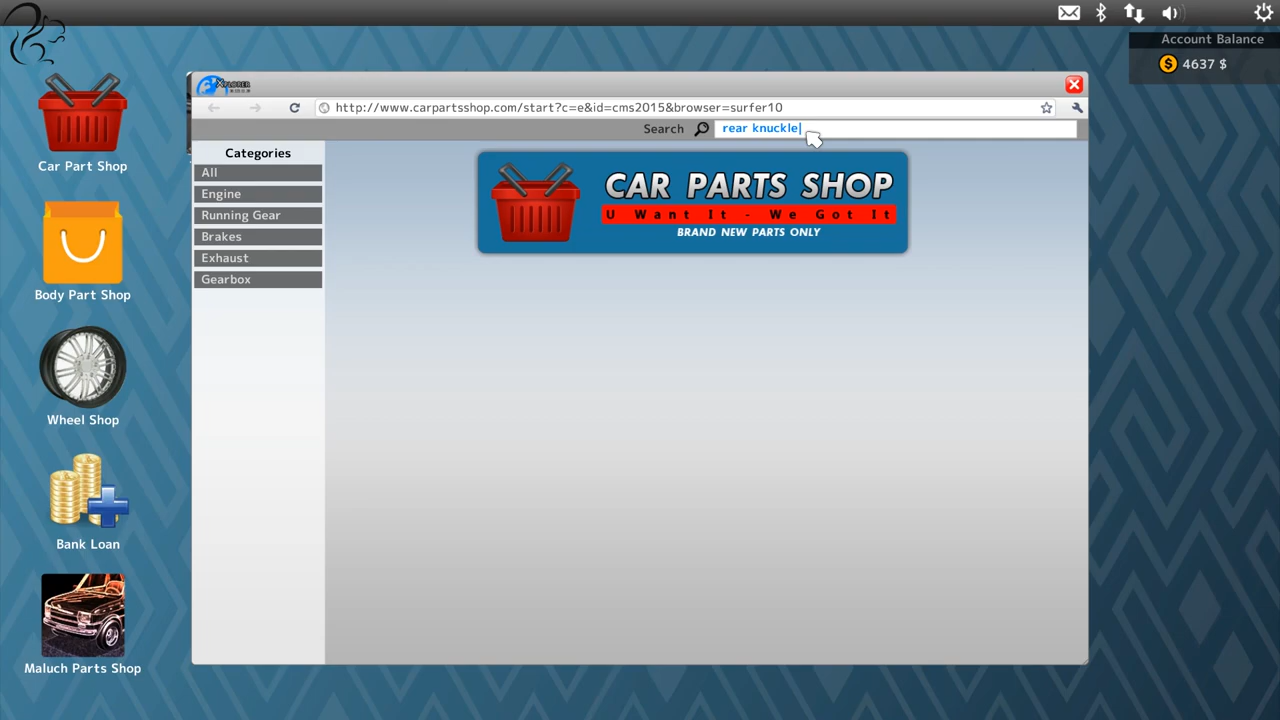 Account Balance
$ 4637 $
XPLORER
http://www.carpartsshop.com/start?c=e&id=cms2015&browser=surfer10
Search
rear knuckle
Categories
All
Engine
Running Gear
Brakes
Exhaust
Gearbox
CAR PARTS SHOP
U Want It - We Got It
BRAND NEW PARTS ONLY
Car Part Shop
Body Part Shop
Wheel Shop
Bank Loan
Maluch Parts Shop